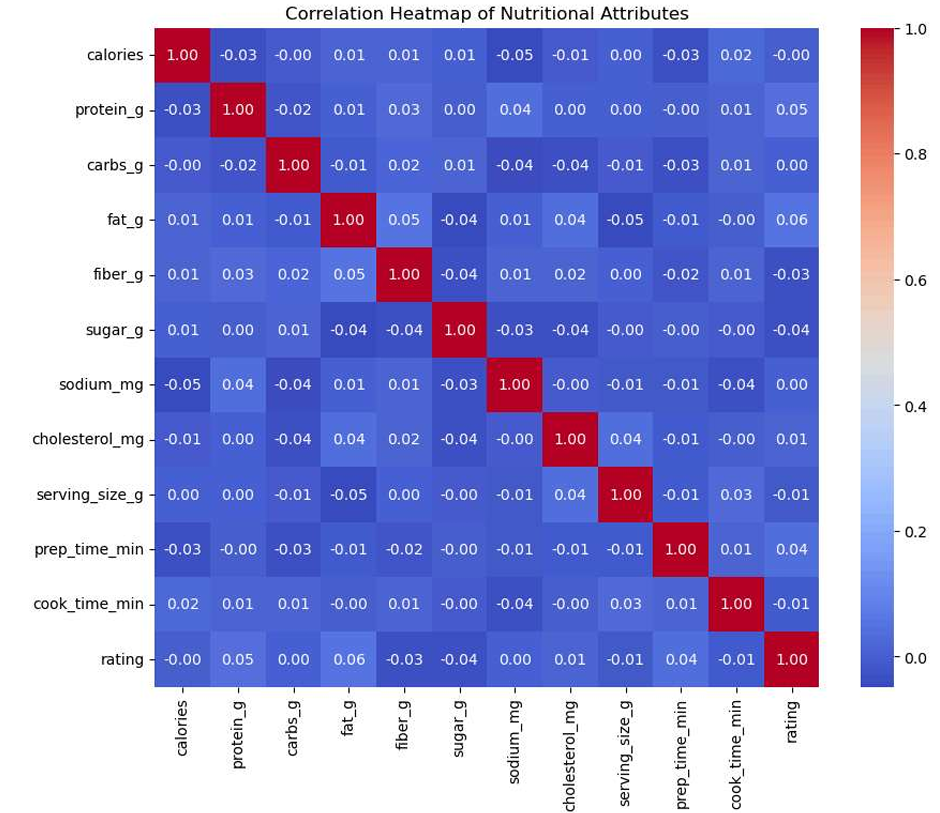 Correlation Heatmap of Nutritional Attributes
calories 1.00 -0.03 -0.00 0.01 0.01 0.01 -0.05 -0.01 0.00 -0.03 0.02 -0.00
protein_g -0.03 1.00 -0.02 0.01 0.03 0.00 0.04 0.00 0.00 -0.00 0.01 0.05
carbs_g -0.00 -0.02 1.00 -0.01 0.02 0.01 -0.04 -0.04 -0.01 -0.03 0.01 0.00
fat_g 0.01 0.01 -0.01 1.00 0.05 -0.04 0.01 0.04 -0.05 -0.01 -0.00 0.06
fiber_g 0.01 0.03 0.02 0.05 1.00 -0.04 0.01 0.02 0.00 -0.02 0.01 -0.03
sugar_g 0.01 0.00 0.01 -0.04 -0.04 1.00 -0.03 -0.04 -0.00 -0.00 -0.00 -0.04
sodium_mg -0.05 0.04 -0.04 0.01 0.01 -0.03 1.00 -0.00 -0.01 -0.01 -0.04 0.00
cholesterol_mg -0.01 0.00 -0.04 0.04 0.02 -0.04 -0.00 1.00 0.04 -0.01 -0.00 0.01
serving_size_g 0.00 0.00 -0.01 -0.05 0.00 -0.00 -0.01 0.04 1.00 -0.01 0.03 -0.01
prep_time_min -0.03 -0.00 -0.03 -0.01 -0.02 -0.00 -0.01 -0.01 -0.01 1.00 0.01 0.04
cook_time_min 0.02 0.01 0.01 -0.00 0.01 -0.00 -0.04 -0.00 0.03 0.01 1.00 -0.01
rating -0.00 0.05 0.00 0.06 -0.03 -0.04 0.00 0.01 -0.01 0.04 -0.01 1.00
calories
protein_g
carbs_g
fat_g
fiber_g
sugar_g
sodium_mg
cholesterol_mg
serving_size_g
prep_time_min
cook_time_min
rating
1.0
0.8
0.6
0.4
0.2
0.0